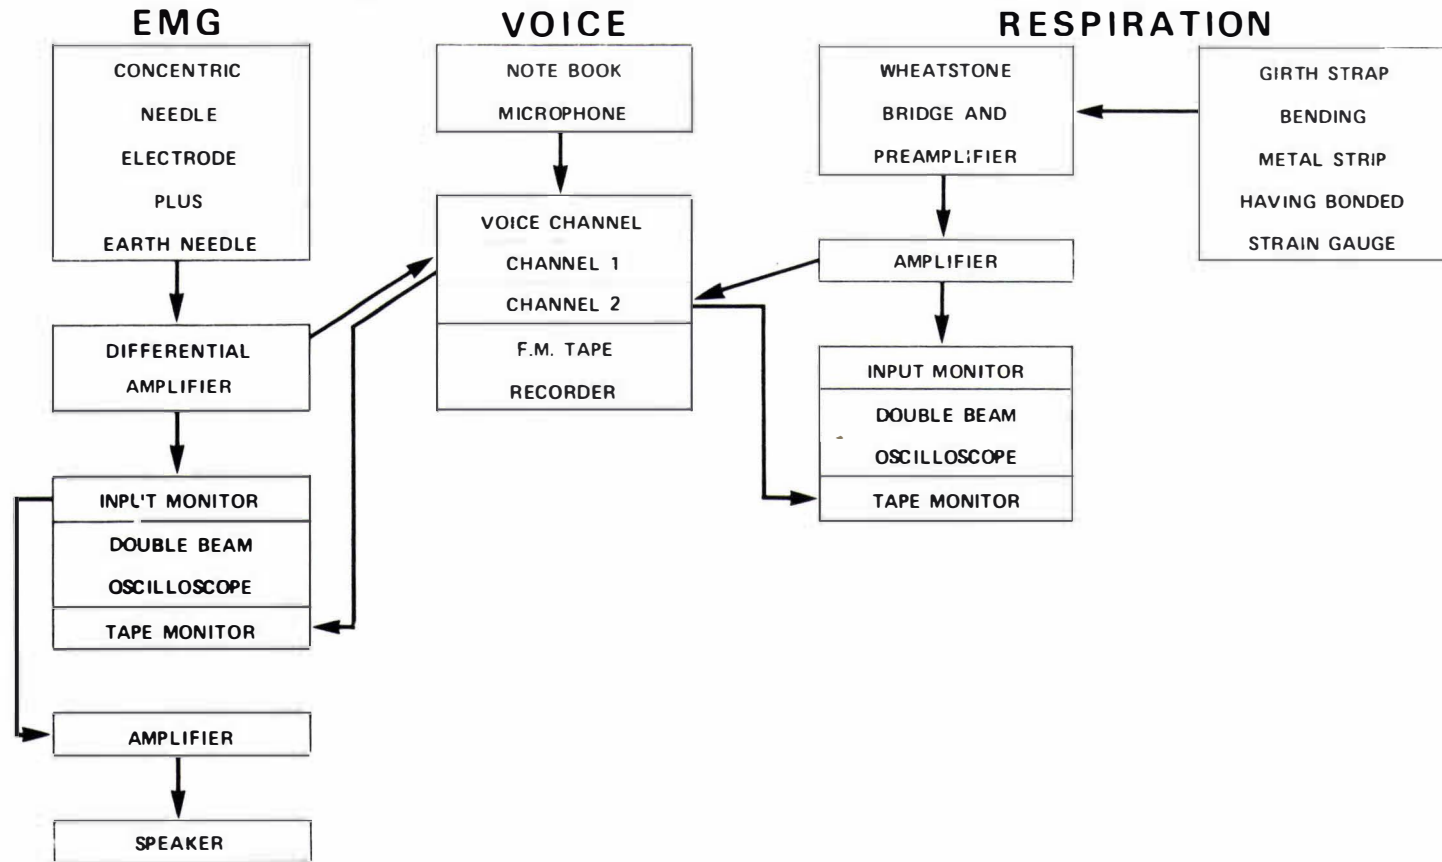 EMG
CONCENTRIC
NEEDLE
ELECTRODE
PLUS
EARTH NEEDLE
DIFFERENTIAL
AMPLIFIER
INPUT MONITOR
DOUBLE BEAM
OSCILLOSCOPE
TAPE MONITOR
AMPLIFIER
SPEAKER
VOICE
NOTE BOOK
MICROPHONE
VOICE CHANNEL
CHANNEL 1
CHANNEL 2
F.M. TAPE
RECORDER
RESPIRATION
WHEATSTONE
BRIDGE AND
PREAMPLIFIER
AMPLIFIER
INPUT MONITOR
DOUBLE BEAM
OSCILLOSCOPE
TAPE MONITOR
GIRTH STRAP
BENDING
METAL STRIP
HAVING BONDED
STRAIN GAUGE